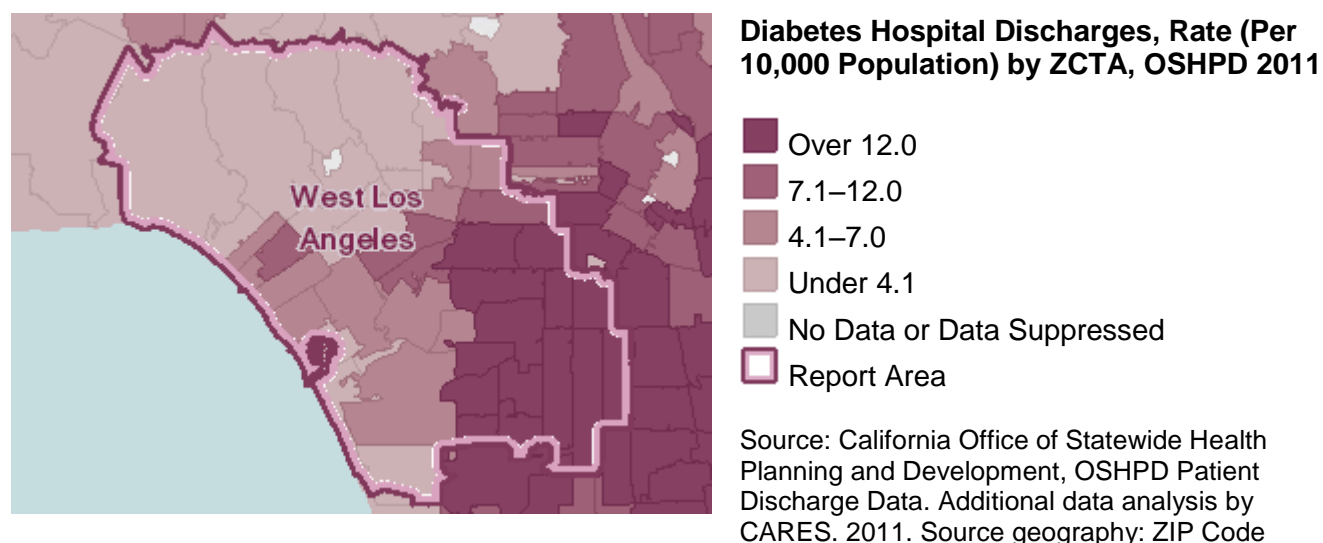 West Los
Angeles
Diabetes Hospital Discharges, Rate (Per
10,000 Population) by ZCTA, OSHPD 2011
Over 12.0
7.1–12.0
4.1–7.0
Under 4.1
No Data or Data Suppressed
Report Area
Source: California Office of Statewide Health
Planning and Development, OSHPD Patient
Discharge Data. Additional data analysis by
CARES. 2011. Source geography: ZIP Code